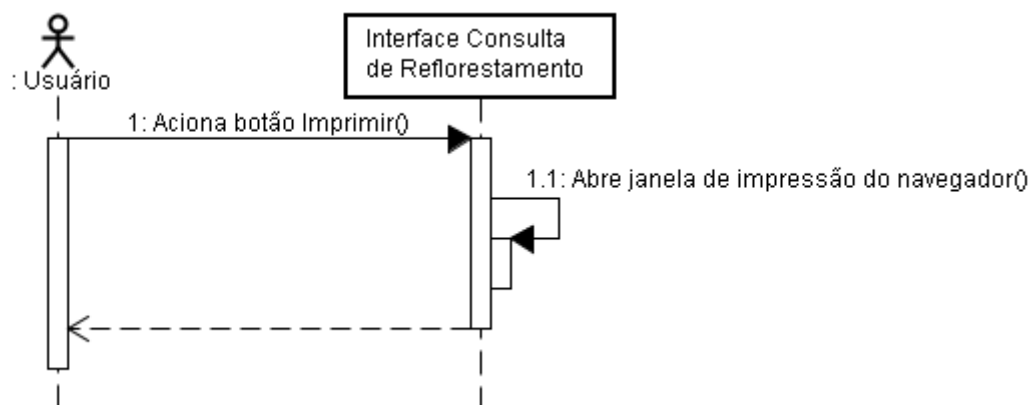 : Usuário
Interface Consulta
de Reflorestamento
1: Aciona botão Imprimir()
1.1: Abre janela de impressão do navegador()